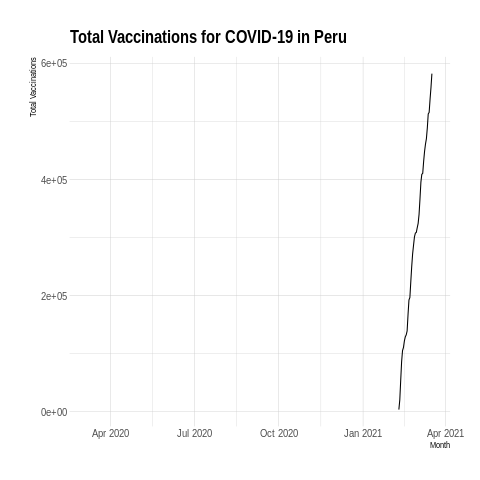 Total Vaccinations for COVID-19 in Peru
Total Vaccinations
6e+05
4e+05
2e+05
0e+00
Apr 2020 Jul 2020 Oct 2020 Jan 2021 Apr 2021
Month